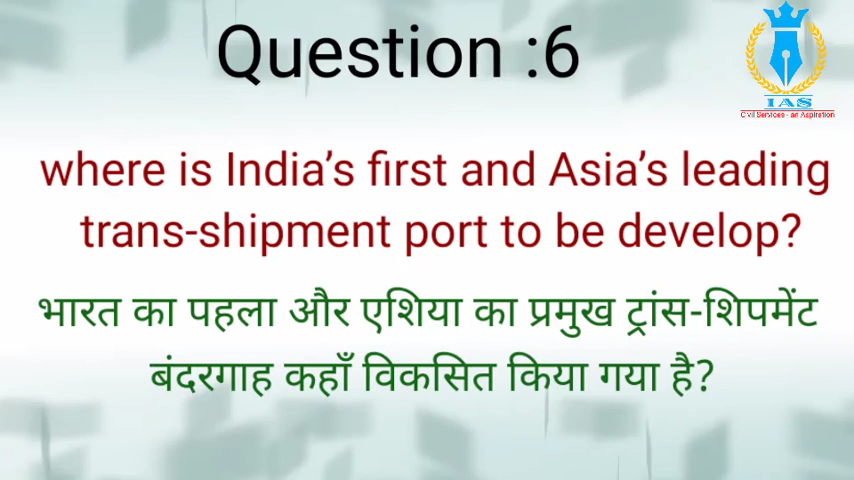 Question :6
IAS
Civil Services - an Aspiration
where is India's first and Asia's leading
trans-shipment port to be develop?
भारत का पहला और एशिया का प्रमुख ट्रांस-शिपमेंट
बंदरगाह कहाँ विकसित किया गया है?